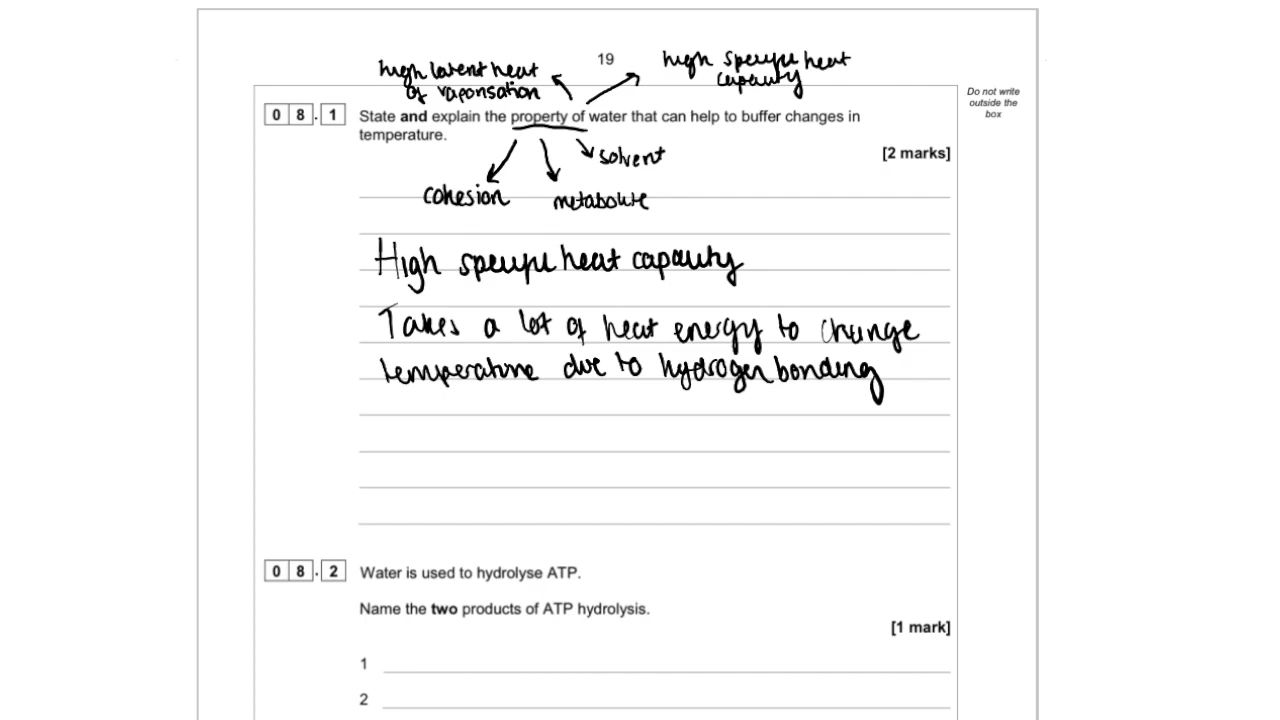 19
high latent heat
of vaporisation
high specific heat
capacity
Do not write
outside the
box
0 8 . 1 State and explain the property of water that can help to buffer changes in
temperature.
[2 marks]
solvent
cohesion
metabolite
High specific heat capacity
Takes a lot of heat energy to change
temperature due to hydrogen bonding
0 8 . 2 Water is used to hydrolyse ATP.
Name the two products of ATP hydrolysis.
[1 mark]
1
2